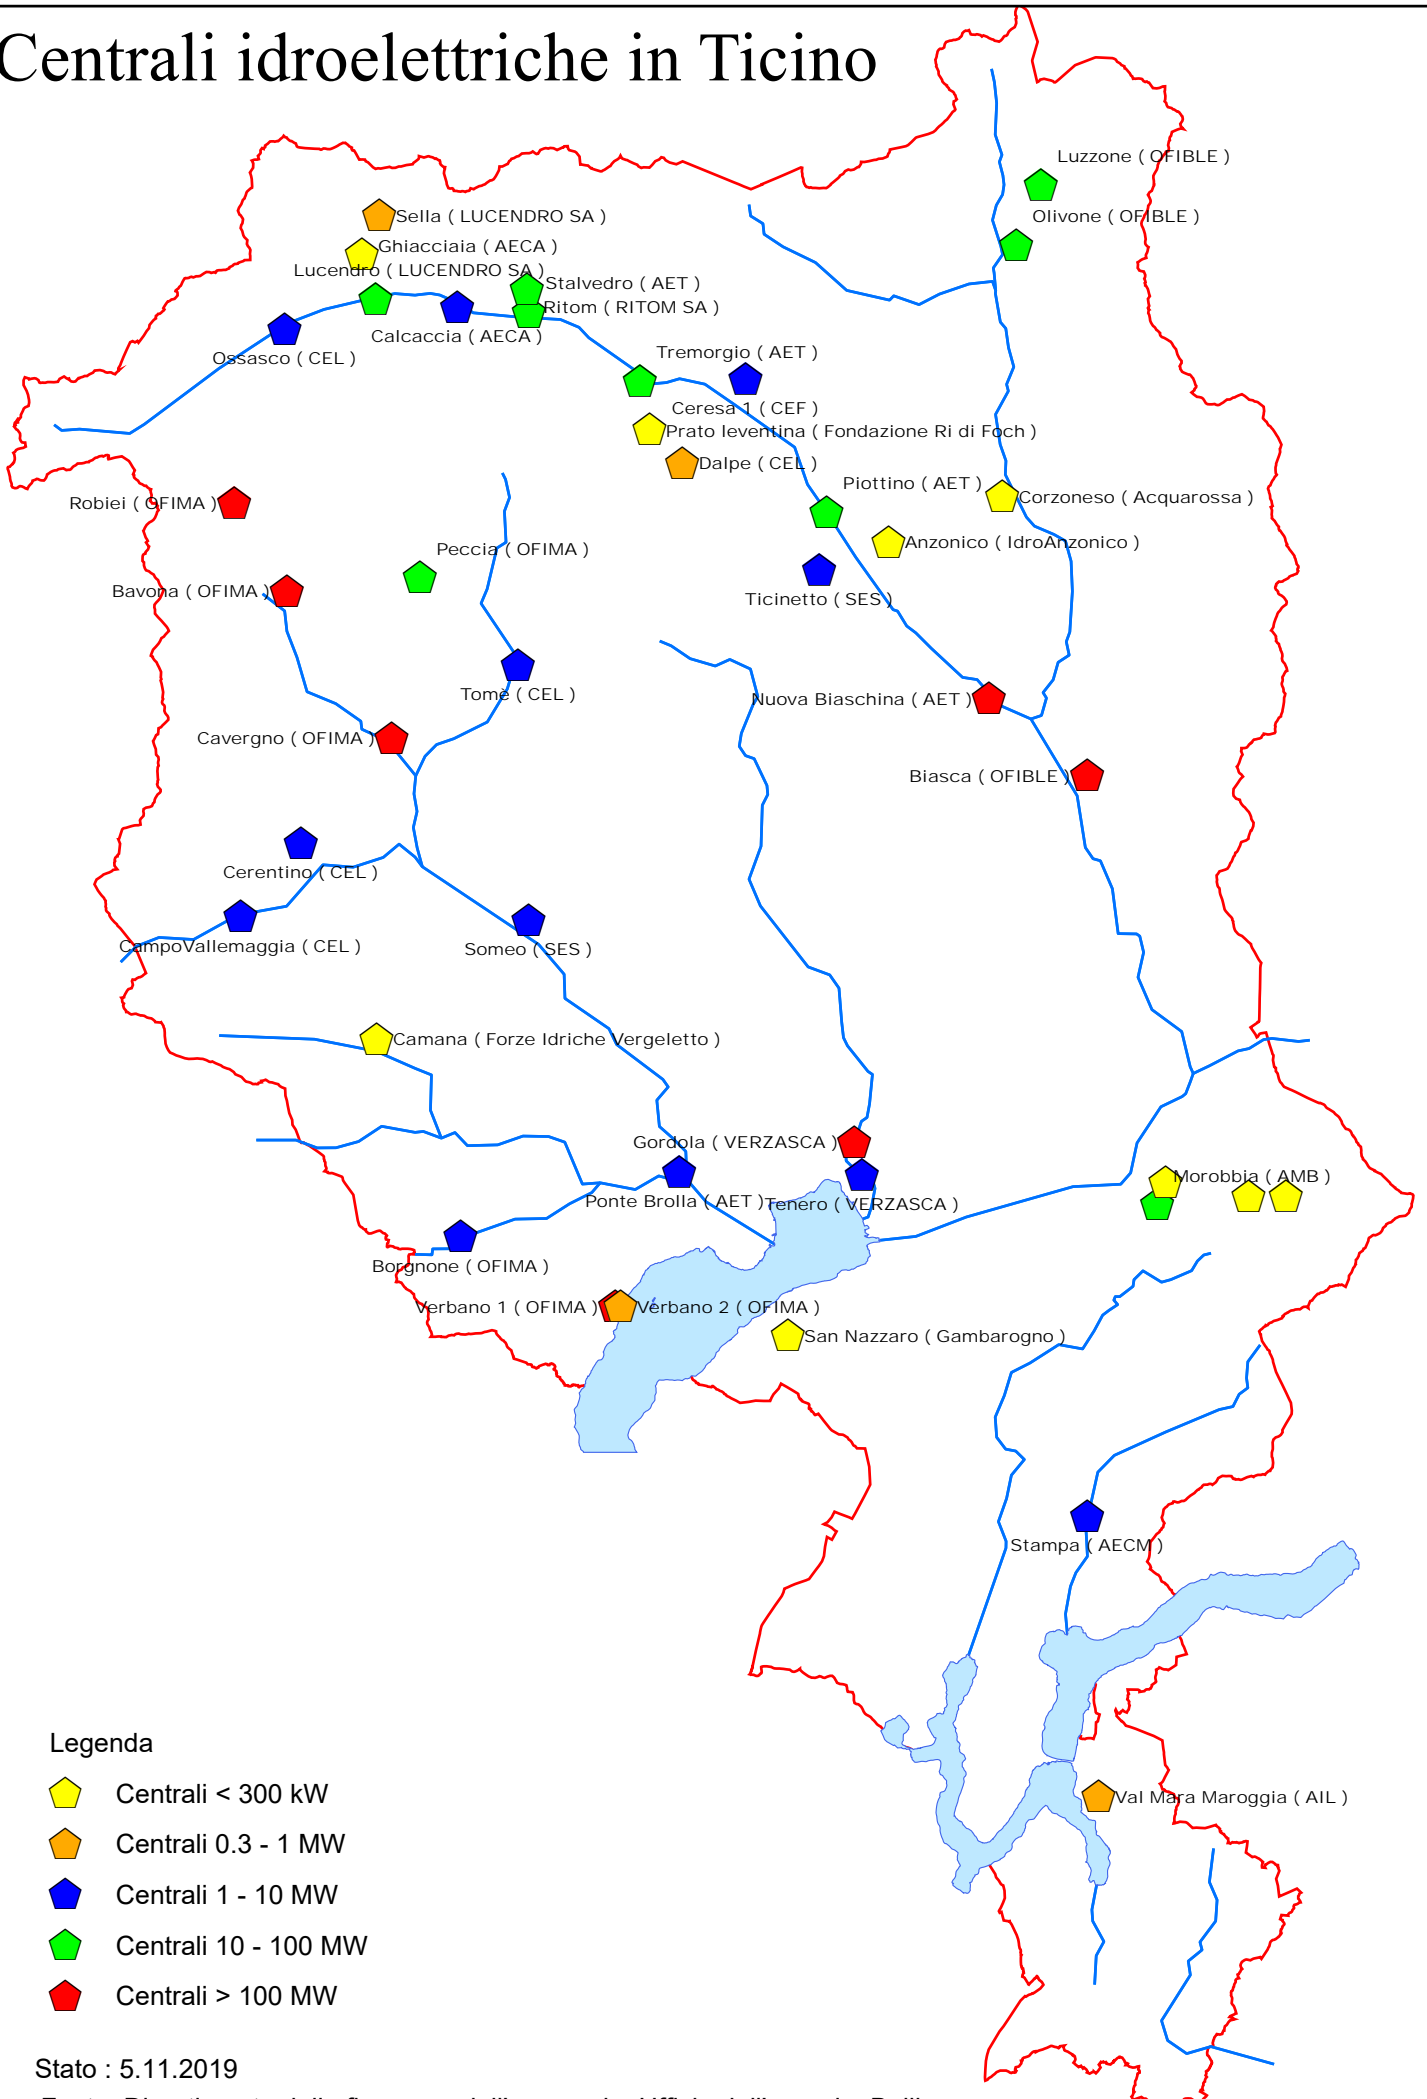 Centrali idroelettriche in Ticino
Luzzone ( OFIBLE )
Olivone ( OFIBLE )
Sella ( LUCENDRO SA )
Ghiacciaia ( AECA )
Lucendro ( LUCENDRO SA )
Stalvedro ( AET )
Ritom ( RITOM SA )
Calcaccia ( AECA )
Ossasco ( CEL )
Tremorgio ( AET )
Ceresa 1 ( CEF )
Prato leventina ( Fondazione Ri di Foch )
Dalpe ( CEL )
Piottino ( AET )
Corzoneso ( Acquarossa )
Robiei ( OFIMA )
Anzonico ( IdroAnzonico )
Peccia ( OFIMA )
Bavona ( OFIMA )
Ticinetto ( SES )
Tomè ( CEL )
Nuova Biaschina ( AET )
Cavergno ( OFIMA )
Biasca ( OFIBLE )
Cerentino ( CEL )
CampoVallemaggia ( CEL )
Someo ( SES )
Camana ( Forze Idriche Vergeletto )
Gordola ( VERZASCA )
Morobbia ( AMB )
Ponte Brolla ( AET )
Tenero ( VERZASCA )
Borgnone ( OFIMA )
Verbano 1 ( OFIMA )
Verbano 2 ( OFIMA )
San Nazzaro ( Gambarogno )
Stampa ( AECM )
Val Mara Maroggia ( AIL )
Legenda
Centrali < 300 kW
Centrali 0.3 - 1 MW
Centrali 1 - 10 MW
Centrali 10 - 100 MW
Centrali > 100 MW
Stato : 5.11.2019